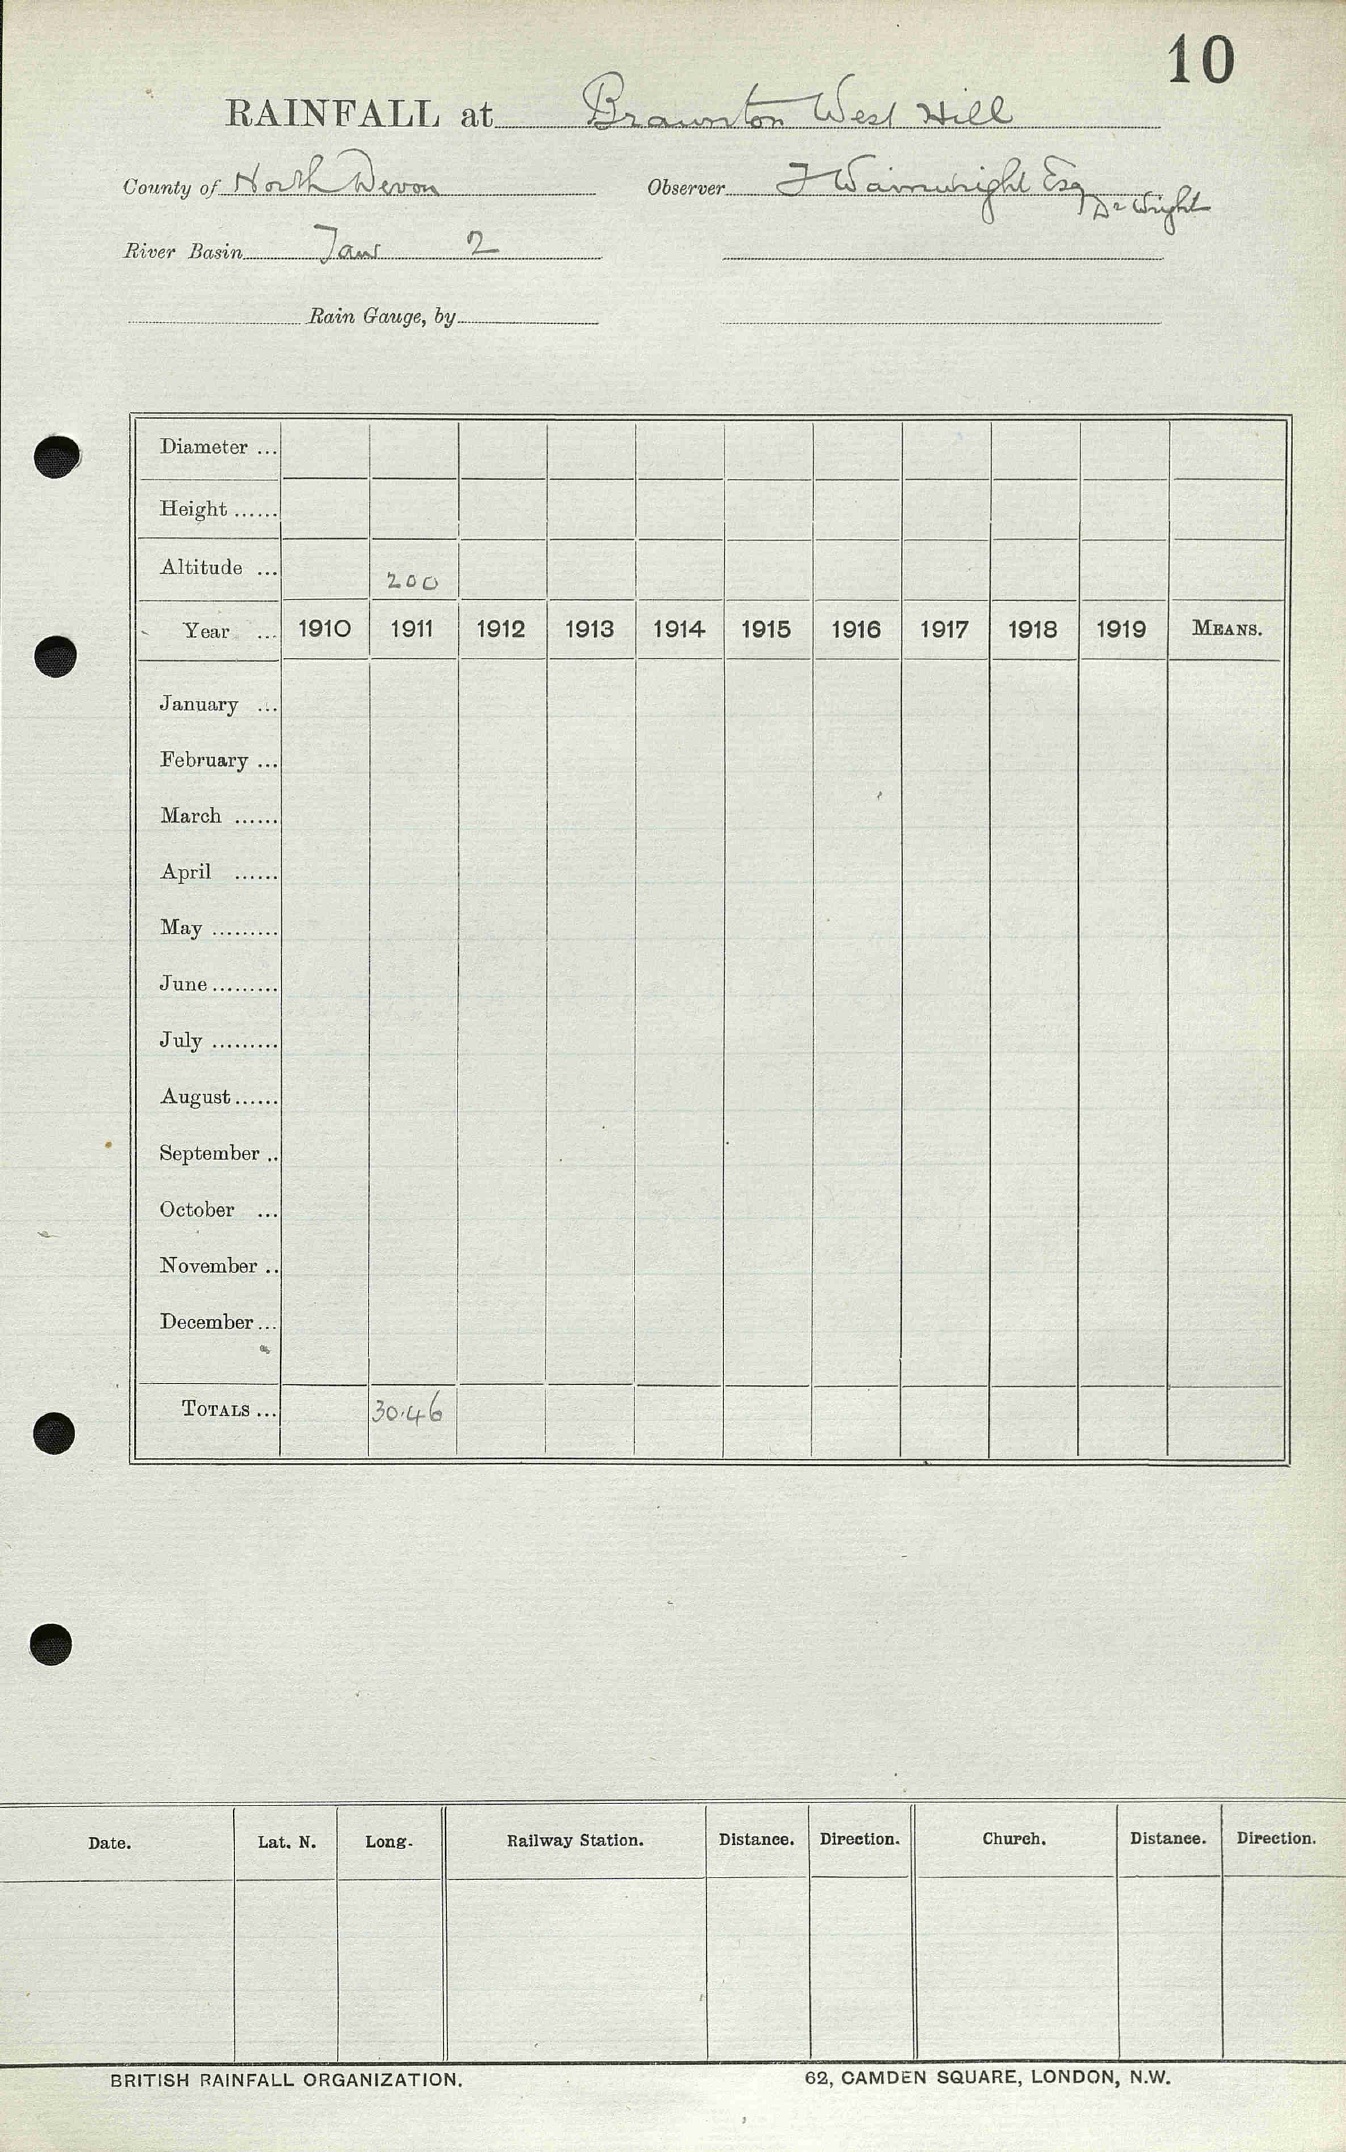 10
RAINFALL at Braunton West Hill
County of North Devon Observer J Wainwright Esq
Dr Wright
River Basin Taw 2
Rain Gauge, by
Diameter ...
Height ......
Altitude ... 200
Year ... 1910 1911 1912 1913 1914 1915 1916 1917 1918 1919 MEANS.
January ...
February ...
March ......
April ......
May .........
June .........
July .........
August ......
September ..
October ...
November ..
December ...
TOTALS ... 30.46
Date. Lat. N. Long. Railway Station. Distance. Direction. Church. Distance. Direction.
BRITISH RAINFALL ORGANIZATION. 62, CAMDEN SQUARE, LONDON, N.W.